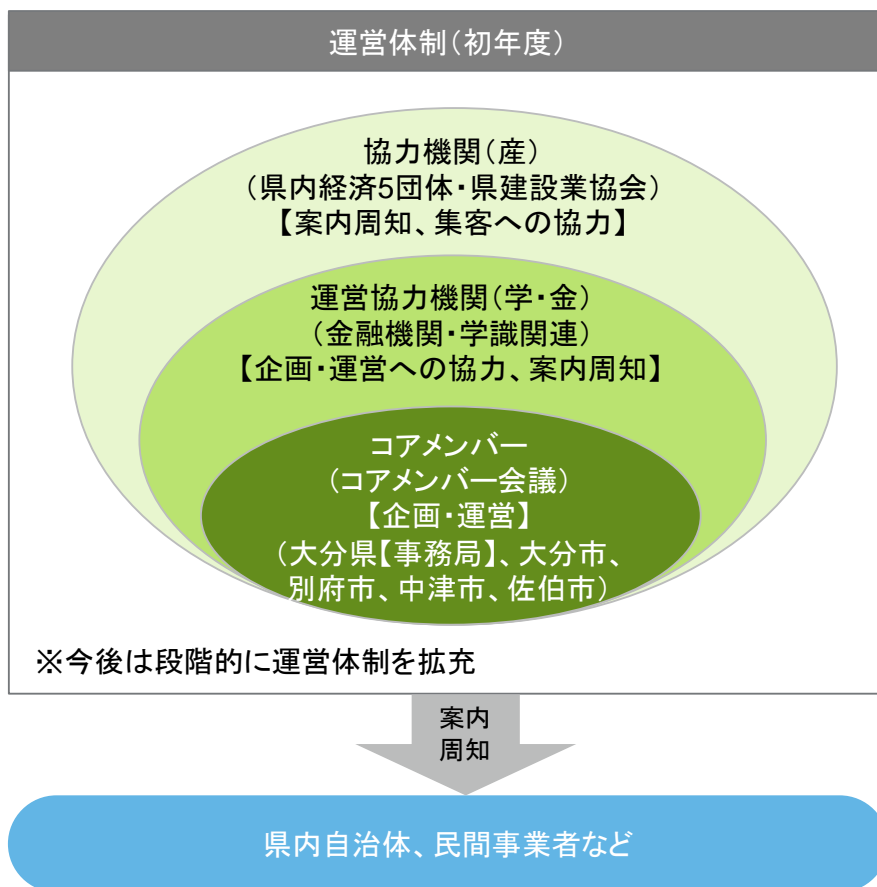 運営体制（初年度）
協力機関（産）
（県内経済5団体・県建設業協会）
【案内周知、集客への協力】
運営協力機関（学・金）
（金融機関・学識関連）
【企画・運営への協力、案内周知】
コアメンバー
（コアメンバー会議）
【企画・運営】
（大分県【事務局】、大分市、
別府市、中津市、佐伯市）
※今後は段階的に運営体制を拡充
案内
周知
県内自治体、民間事業者など